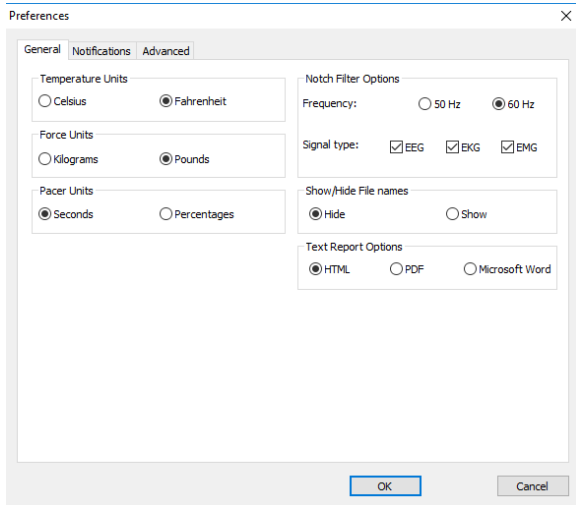 Preferences
General Notifications Advanced
Temperature Units
Celsius Fahrenheit
Force Units
Kilograms Pounds
Pacer Units
Seconds Percentages
Notch Filter Options
Frequency: 50 Hz 60 Hz
Signal type: EEG EKG EMG
Show/Hide File names
Hide Show
Text Report Options
HTML PDF Microsoft Word
OK Cancel